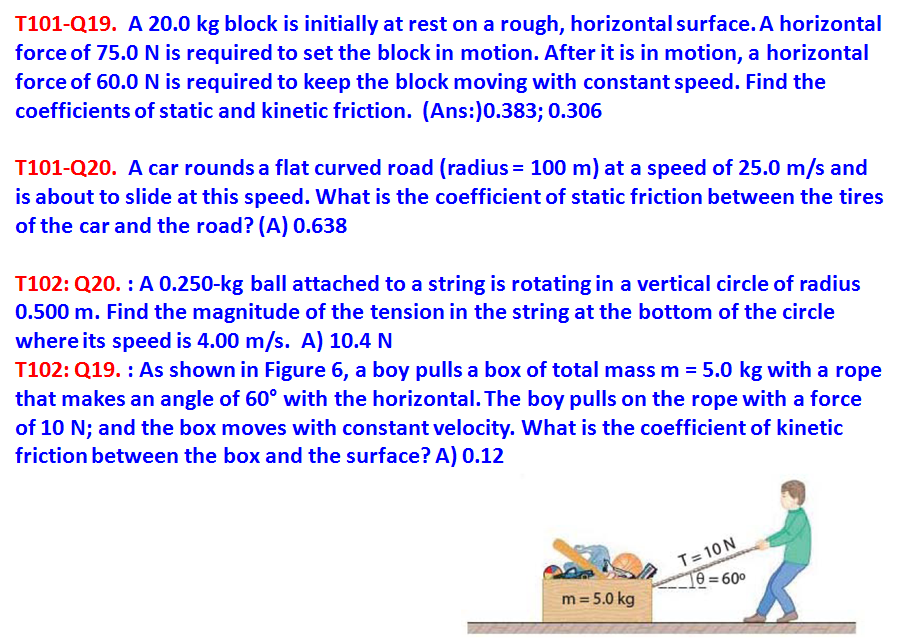 T101-Q19. A 20.0 kg block is initially at rest on a rough, horizontal surface. A horizontal
force of 75.0 N is required to set the block in motion. After it is in motion, a horizontal
force of 60.0 N is required to keep the block moving with constant speed. Find the
coefficients of static and kinetic friction. (Ans:)0.383; 0.306
T101-Q20. A car rounds a flat curved road (radius = 100 m) at a speed of 25.0 m/s and
is about to slide at this speed. What is the coefficient of static friction between the tires
of the car and the road? (A) 0.638
T102: Q20. : A 0.250-kg ball attached to a string is rotating in a vertical circle of radius
0.500 m. Find the magnitude of the tension in the string at the bottom of the circle
where its speed is 4.00 m/s. A) 10.4 N
T102: Q19. : As shown in Figure 6, a boy pulls a box of total mass m = 5.0 kg with a rope
that makes an angle of 60° with the horizontal. The boy pulls on the rope with a force
of 10 N; and the box moves with constant velocity. What is the coefficient of kinetic
friction between the box and the surface? A) 0.12
T = 10 N
θ = 60º
m = 5.0 kg